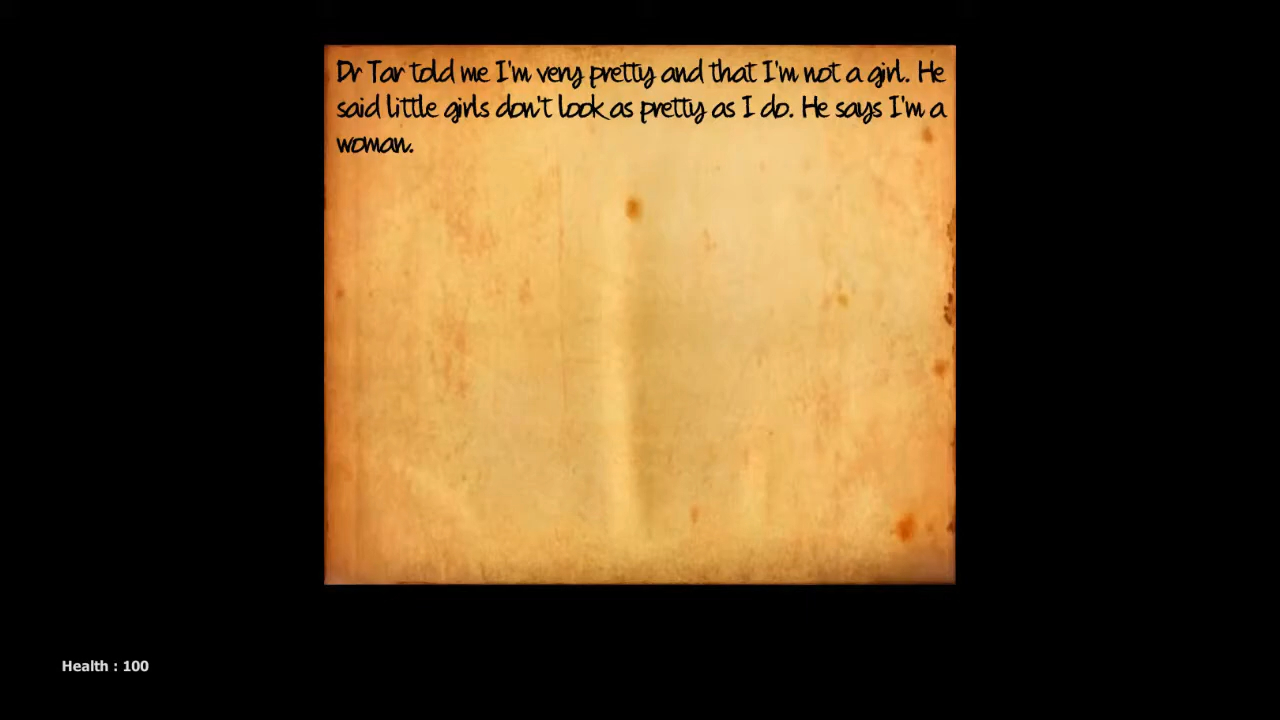 Dr Tar told me I'm very pretty and that I'm not a girl. He
said little girls don't look as pretty as I do. He says I'm a
woman.
Health : 100